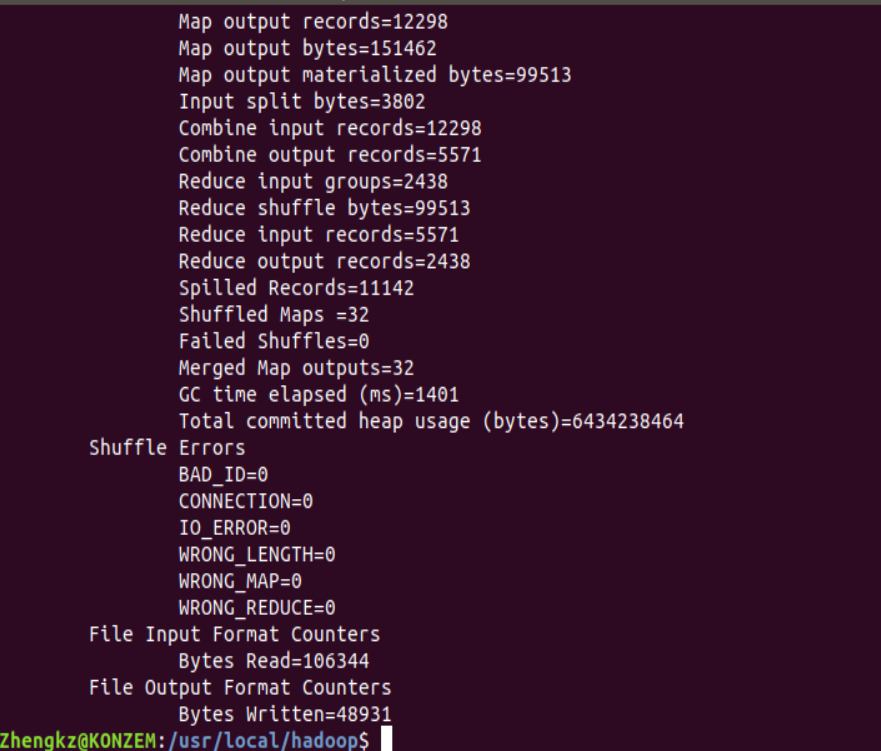 Map output records=12298
Map output bytes=151462
Map output materialized bytes=99513
Input split bytes=3802
Combine input records=12298
Combine output records=5571
Reduce input groups=2438
Reduce shuffle bytes=99513
Reduce input records=5571
Reduce output records=2438
Spilled Records=11142
Shuffled Maps =32
Failed Shuffles=0
Merged Map outputs=32
GC time elapsed (ms)=1401
Total committed heap usage (bytes)=6434238464
Shuffle Errors
BAD_ID=0
CONNECTION=0
IO_ERROR=0
WRONG_LENGTH=0
WRONG_MAP=0
WRONG_REDUCE=0
File Input Format Counters
Bytes Read=106344
File Output Format Counters
Bytes Written=48931
Zhengkz@KONZEM:/usr/local/hadoop$